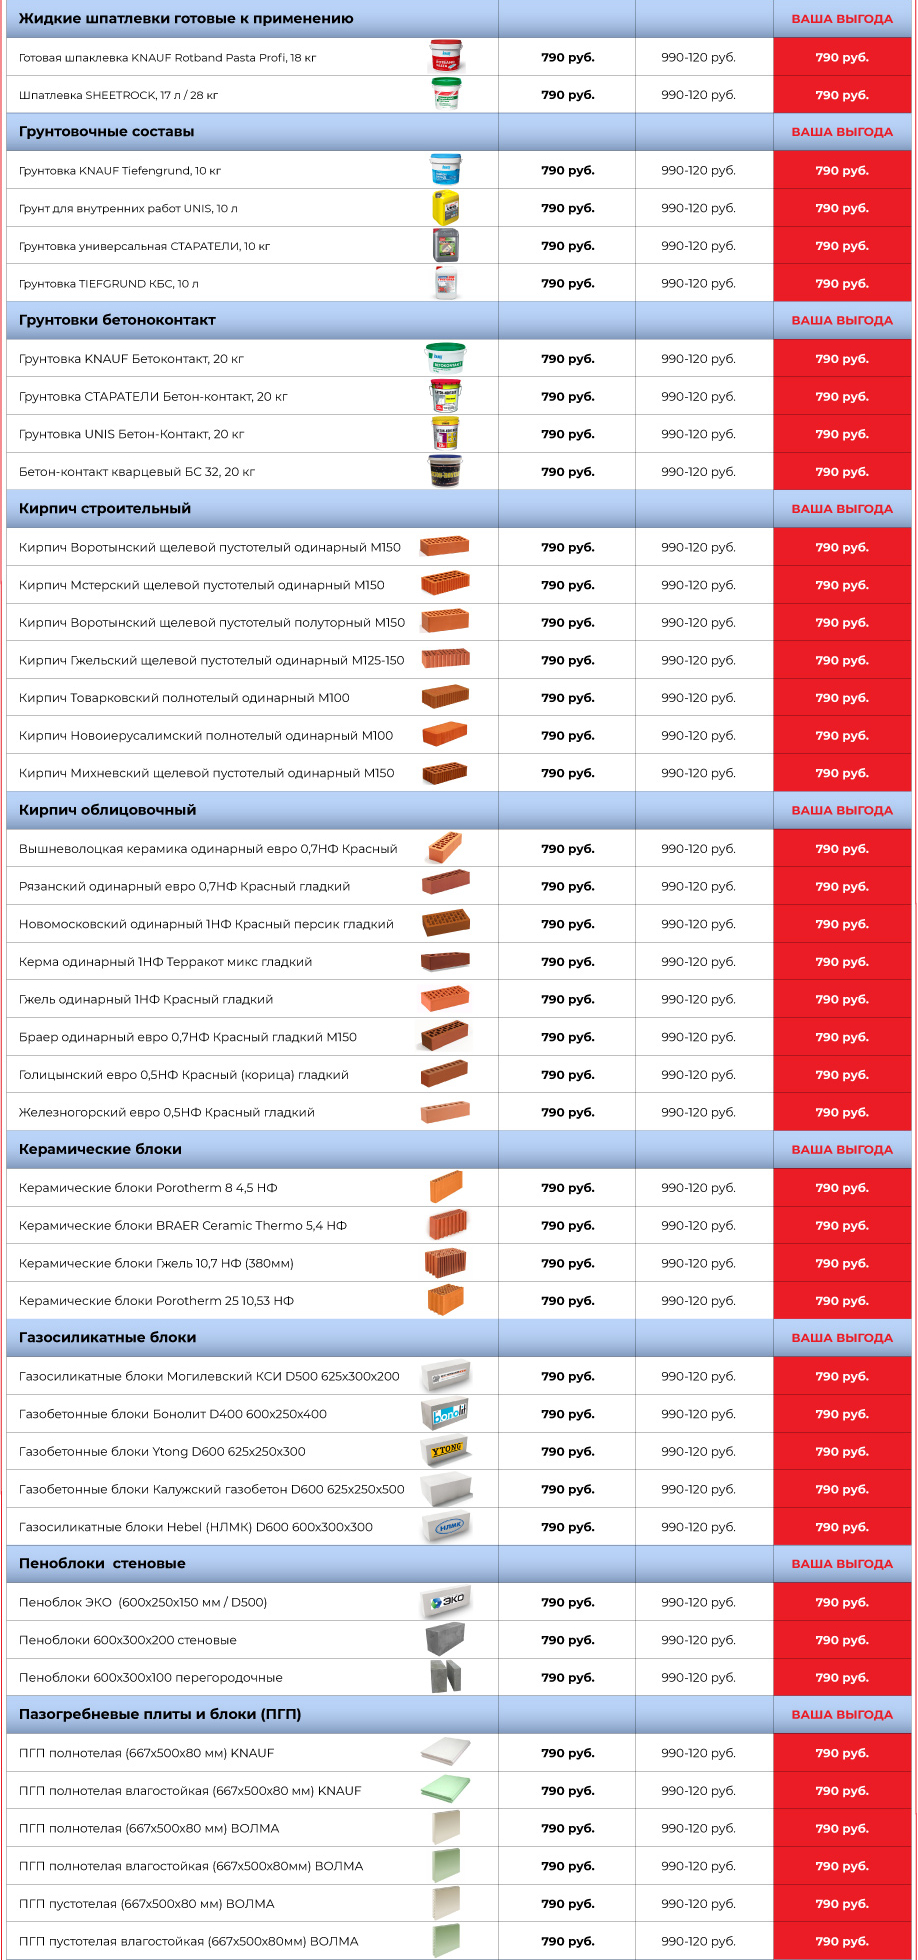 Жидкие шпатлевки готовые к применению ВАША ВЫГОДА
Готовая шпаклевка KNAUF Rotband Pasta Profi, 18 кг 790 руб. 990-120 руб. 790 руб.
Шпатлевка SHEETROCK, 17 л / 28 кг 790 руб. 990-120 руб. 790 руб.
Грунтовочные составы ВАША ВЫГОДА
Грунтовка KNAUF Tiefengrund, 10 кг 790 руб. 990-120 руб. 790 руб.
Грунт для внутренних работ UNIS, 10 л 790 руб. 990-120 руб. 790 руб.
Грунтовка универсальная СТАРАТЕЛИ, 10 кг 790 руб. 990-120 руб. 790 руб.
Грунтовка TIEFGRUND КБС, 10 л 790 руб. 990-120 руб. 790 руб.
Грунтовки бетоноконтакт ВАША ВЫГОДА
Грунтовка KNAUF Бетоконтакт, 20 кг 790 руб. 990-120 руб. 790 руб.
Грунтовка СТАРАТЕЛИ Бетон-контакт, 20 кг 790 руб. 990-120 руб. 790 руб.
Грунтовка UNIS Бетон-Контакт, 20 кг 790 руб. 990-120 руб. 790 руб.
Бетон-контакт кварцевый БС 32, 20 кг 790 руб. 990-120 руб. 790 руб.
Кирпич строительный ВАША ВЫГОДА
Кирпич Воротынский щелевой пустотелый одинарный М150 790 руб. 990-120 руб. 790 руб.
Кирпич Мстерский щелевой пустотелый одинарный М150 790 руб. 990-120 руб. 790 руб.
Кирпич Воротынский щелевой пустотелый полуторный М150 790 руб. 990-120 руб. 790 руб.
Кирпич Гжельский щелевой пустотелый одинарный М125-150 790 руб. 990-120 руб. 790 руб.
Кирпич Товарковский полнотелый одинарный М100 790 руб. 990-120 руб. 790 руб.
Кирпич Новоиерусалимский полнотелый одинарный М100 790 руб. 990-120 руб. 790 руб.
Кирпич Михневский щелевой пустотелый одинарный М150 790 руб. 990-120 руб. 790 руб.
Кирпич облицовочный ВАША ВЫГОДА
Вышневолоцкая керамика одинарный евро 0,7НФ Красный 790 руб. 990-120 руб. 790 руб.
Рязанский одинарный евро 0,7НФ Красный гладкий 790 руб. 990-120 руб. 790 руб.
Новомосковский одинарный 1НФ Красный персик гладкий 790 руб. 990-120 руб. 790 руб.
Керма одинарный 1НФ Терракот микс гладкий 790 руб. 990-120 руб. 790 руб.
Гжель одинарный 1НФ Красный гладкий 790 руб. 990-120 руб. 790 руб.
Браер одинарный евро 0,7НФ Красный гладкий М150 790 руб. 990-120 руб. 790 руб.
Голицынский евро 0,5НФ Красный (корица) гладкий 790 руб. 990-120 руб. 790 руб.
Железногорский евро 0,5НФ Красный гладкий 790 руб. 990-120 руб. 790 руб.
Керамические блоки ВАША ВЫГОДА
Керамические блоки Porotherm 8 4,5 НФ 790 руб. 990-120 руб. 790 руб.
Керамические блоки BRAER Ceramic Thermo 5,4 НФ 790 руб. 990-120 руб. 790 руб.
Керамические блоки Гжель 10,7 НФ (380мм) 790 руб. 990-120 руб. 790 руб.
Керамические блоки Porotherm 25 10,53 НФ 790 руб. 990-120 руб. 790 руб.
Газосиликатные блоки ВАША ВЫГОДА
Газосиликатные блоки Могилевский КСИ D500 625x300x200 790 руб. 990-120 руб. 790 руб.
Газобетонные блоки Бонолит D400 600x250x400 bonolit 790 руб. 990-120 руб. 790 руб.
Газобетонные блоки Ytong D600 625x250x300 YTONG 790 руб. 990-120 руб. 790 руб.
Газобетонные блоки Калужский газобетон D600 625x250x500 790 руб. 990-120 руб. 790 руб.
Газосиликатные блоки Hebel (НЛМК) D600 600x300x300 НЛМК 790 руб. 990-120 руб. 790 руб.
Пеноблоки стеновые ВАША ВЫГОДА
Пеноблок ЭКО (600x250x150 мм / D500) ЭКО 790 руб. 990-120 руб. 790 руб.
Пеноблоки 600x300x200 стеновые 790 руб. 990-120 руб. 790 руб.
Пеноблоки 600x300x100 перегородочные 790 руб. 990-120 руб. 790 руб.
Пазогребневые плиты и блоки (ПГП) ВАША ВЫГОДА
ПГП полнотелая (667x500x80 мм) KNAUF 790 руб. 990-120 руб. 790 руб.
ПГП полнотелая влагостойкая (667x500x80 мм) KNAUF 790 руб. 990-120 руб. 790 руб.
ПГП полнотелая (667x500x80 мм) ВОЛМА 790 руб. 990-120 руб. 790 руб.
ПГП полнотелая влагостойкая (667x500x80мм) ВОЛМА 790 руб. 990-120 руб. 790 руб.
ПГП пустотелая (667x500x80 мм) ВОЛМА 790 руб. 990-120 руб. 790 руб.
ПГП пустотелая влагостойкая (667x500x80мм) ВОЛМА 790 руб. 990-120 руб. 790 руб.